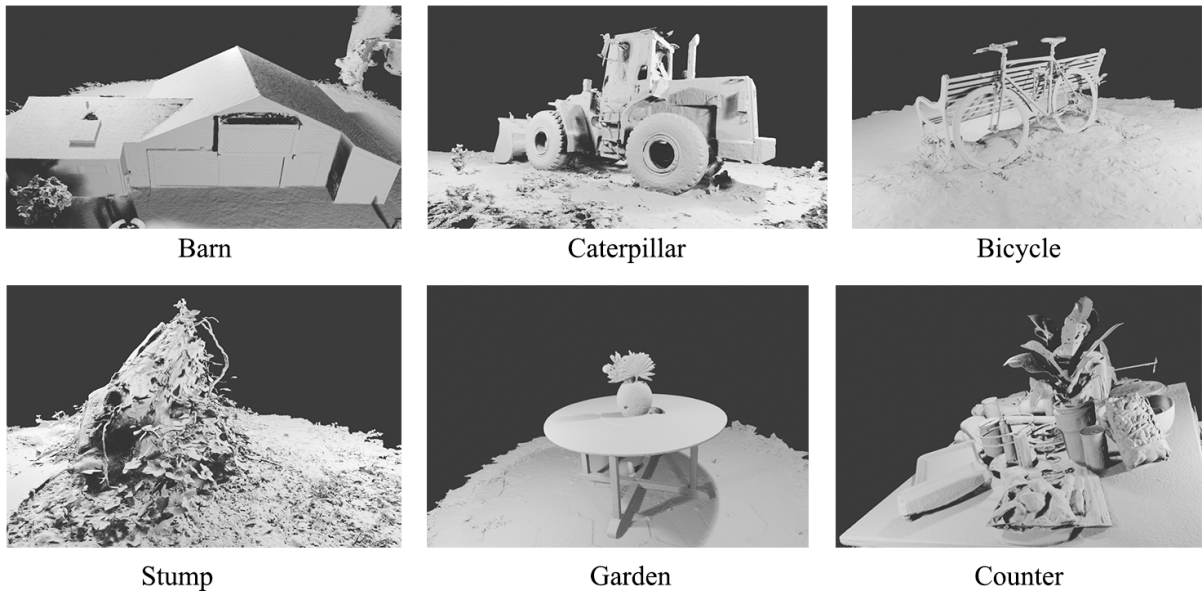 Barn
Caterpillar
Bicycle
Stump
Garden
Counter